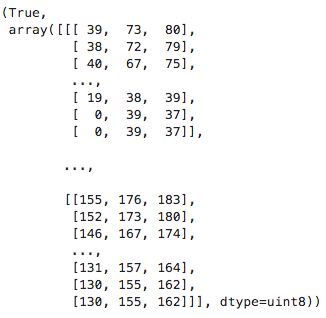 (True,
 array([[[ 39,  73,  80],
         [ 38,  72,  79],
         [ 40,  67,  75],
         ...,
         [ 19,  38,  39],
         [  0,  39,  37],
         [  0,  39,  37]],

        ...,

        [[155, 176, 183],
         [152, 173, 180],
         [146, 167, 174],
         ...,
         [131, 157, 164],
         [130, 155, 162],
         [130, 155, 162]]], dtype=uint8))